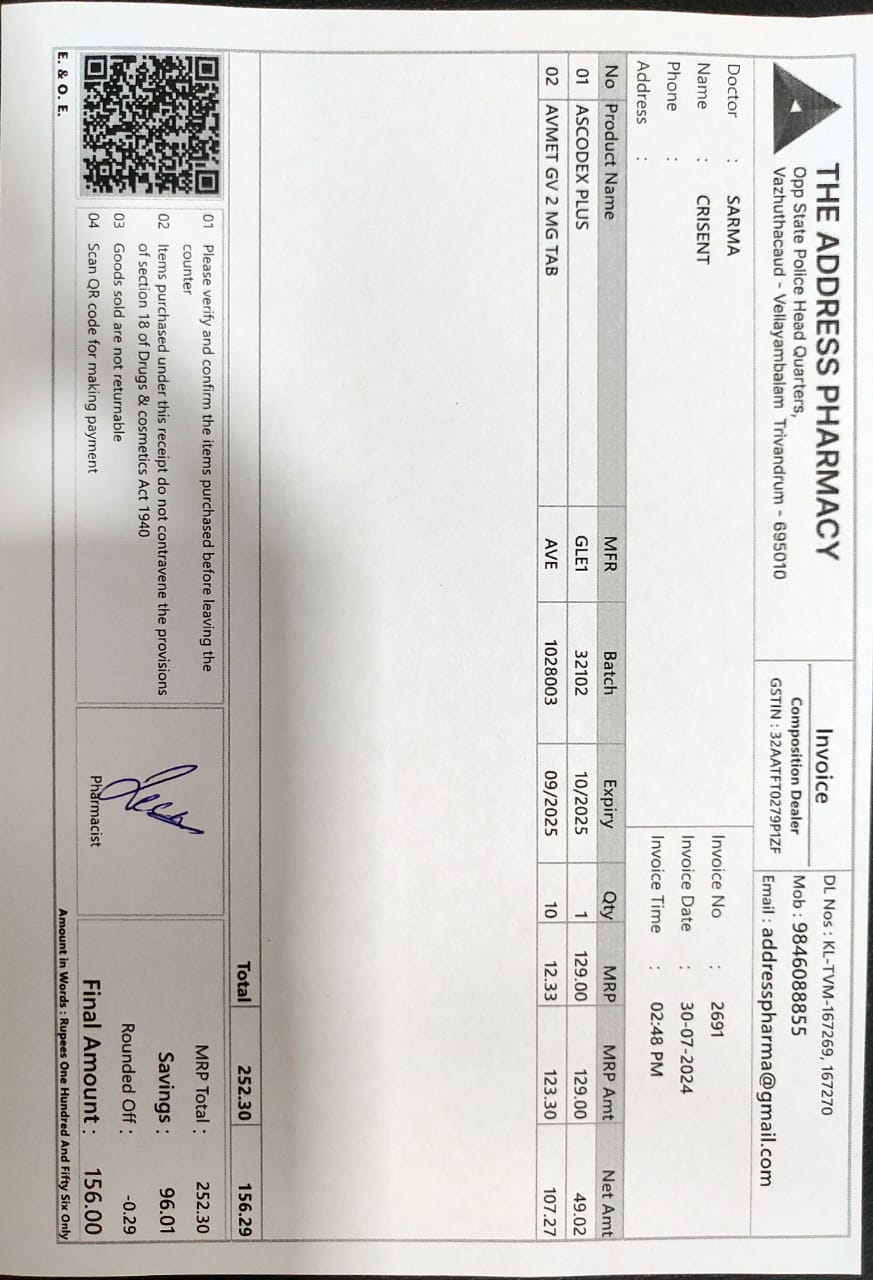 THE ADDRESS PHARMACY
Opp State Police Head Quarters,
Vazhuthacaud - Vellayambalam Trivandrum - 695010
Invoice
Composition Dealer
GSTIN : 32AATFT0279P1ZF
DL Nos : KL-TVM-167269, 167270
Mob : 9846088855
Email : addresspharma@gmail.com
Doctor : SARMA
Name : CRISENT
Phone :
Address :
Invoice No : 2691
Invoice Date : 30-07-2024
Invoice Time : 02:48 PM
No Product Name MFR Batch Expiry Qty MRP MRP Amt Net Amt
01 ASCODEX PLUS GLE1 32102 10/2025 1 129.00 129.00 49.02
02 AVMET GV 2 MG TAB AVE 1028003 09/2025 10 12.33 123.30 107.27
Total 252.30 156.29
01 Please verify and confirm the items purchased before leaving the
counter
02 Items purchased under this receipt do not contravene the provisions
of section 18 of Drugs & cosmetics Act 1940
03 Goods sold are not returnable
04 Scan QR code for making payment
Pharmacist
MRP Total : 252.30
Savings : 96.01
Rounded Off : -0.29
Final Amount : 156.00
E. & O. E.
Amount in Words : Rupees One Hundred And Fifty Six Only